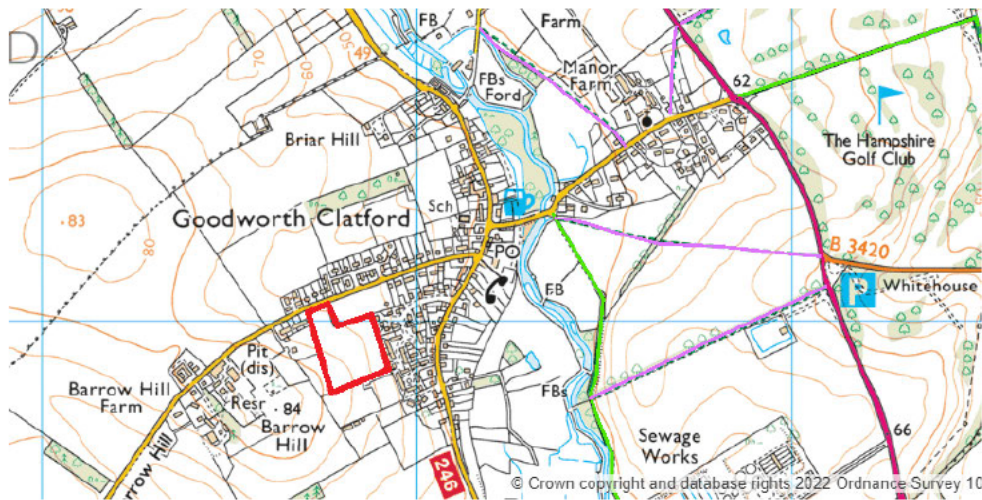 FB
Farm
50
49
70
60
FBs
Ford
Manor
Farm
62
Briar Hill
The Hampshire
Golf Club
Sch
Goodworth Clatford
83
80
PO
B 3420
P
Whitehouse
FB
Pit
(dis)
Barrow Hill
Farm
Resr
84
Barrow
Hill
FBs
Sewage
Works
66
246
rrow Hill
© Crown copyright and database rights 2022 Ordnance Survey 10